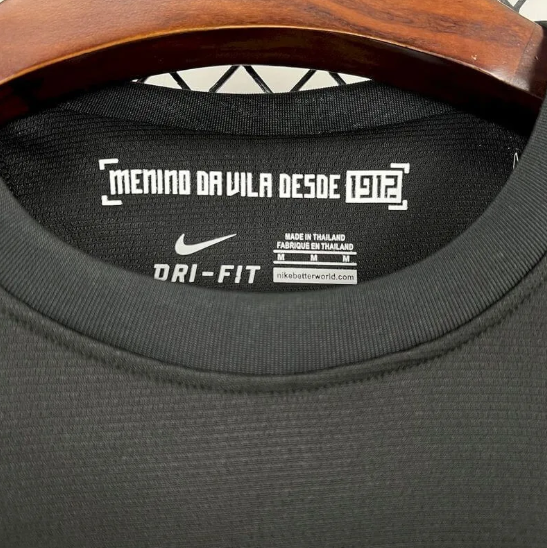 MENINO DA VILA DESDE 1912
MADE IN THAILAND
FABRIQUE EN THAILAND
M M M
DRI-FIT
nikebetterworld.com